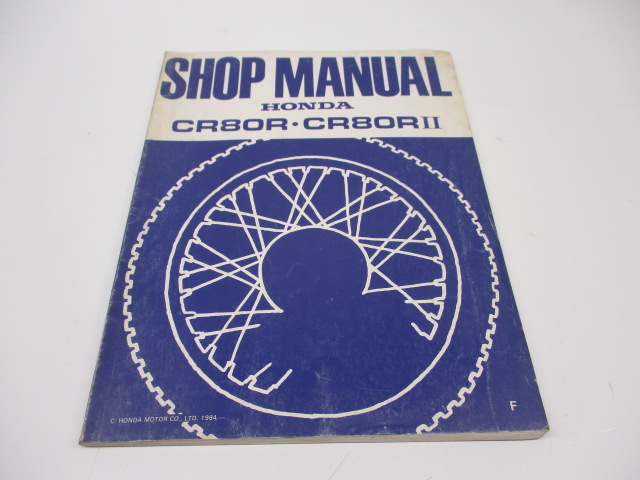 SHOP MANUAL
HONDA
CR80R·CR80RII
© HONDA MOTOR CO., LTD. 1984
F